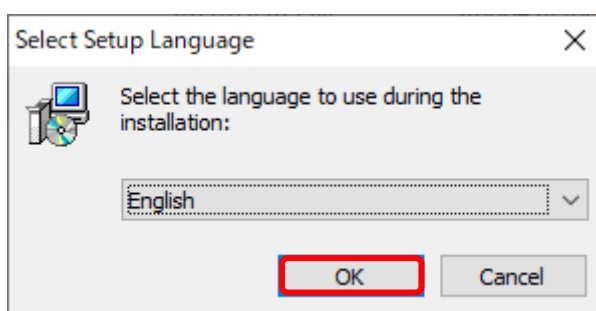 Select Setup Language
Select the language to use during the
installation:
English
OK
Cancel